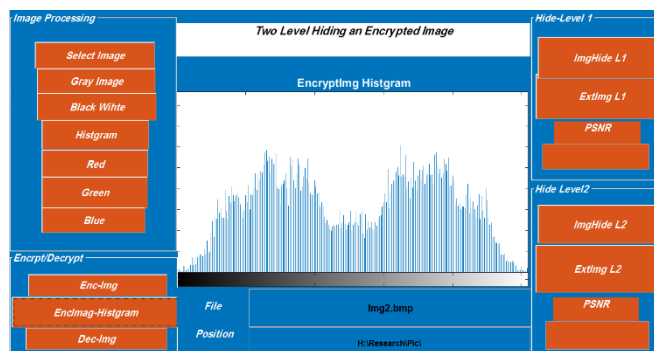 Image Processing
Select Image
Gray Image
Black Wihte
Histgram
Red
Green
Blue
Encrpt/Decrypt
Enc-Img
EncImag-Histgram
Dec-Img
Two Level Hiding an Encrypted Image
EncryptImg Histgram
File
Img2.bmp
Position
H:\Research\Pic\
Hide-Level 1
ImgHide L1
ExtImg L1
PSNR
Hide Level2
ImgHide L2
ExtImg L2
PSNR